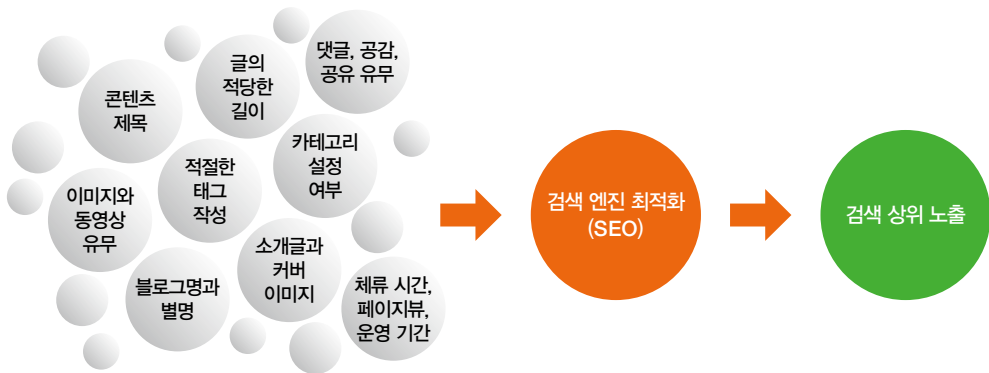 콘텐츠
제목
글의
적당한
길이
댓글, 공감,
공유 유무
이미지와
동영상
유무
적절한
태그
작성
카테고리
설정
여부
블로그명과
별명
소개글과
커버
이미지
체류 시간,
페이지뷰,
운영 기간
검색 엔진 최적화
(SEO)
검색 상위 노출